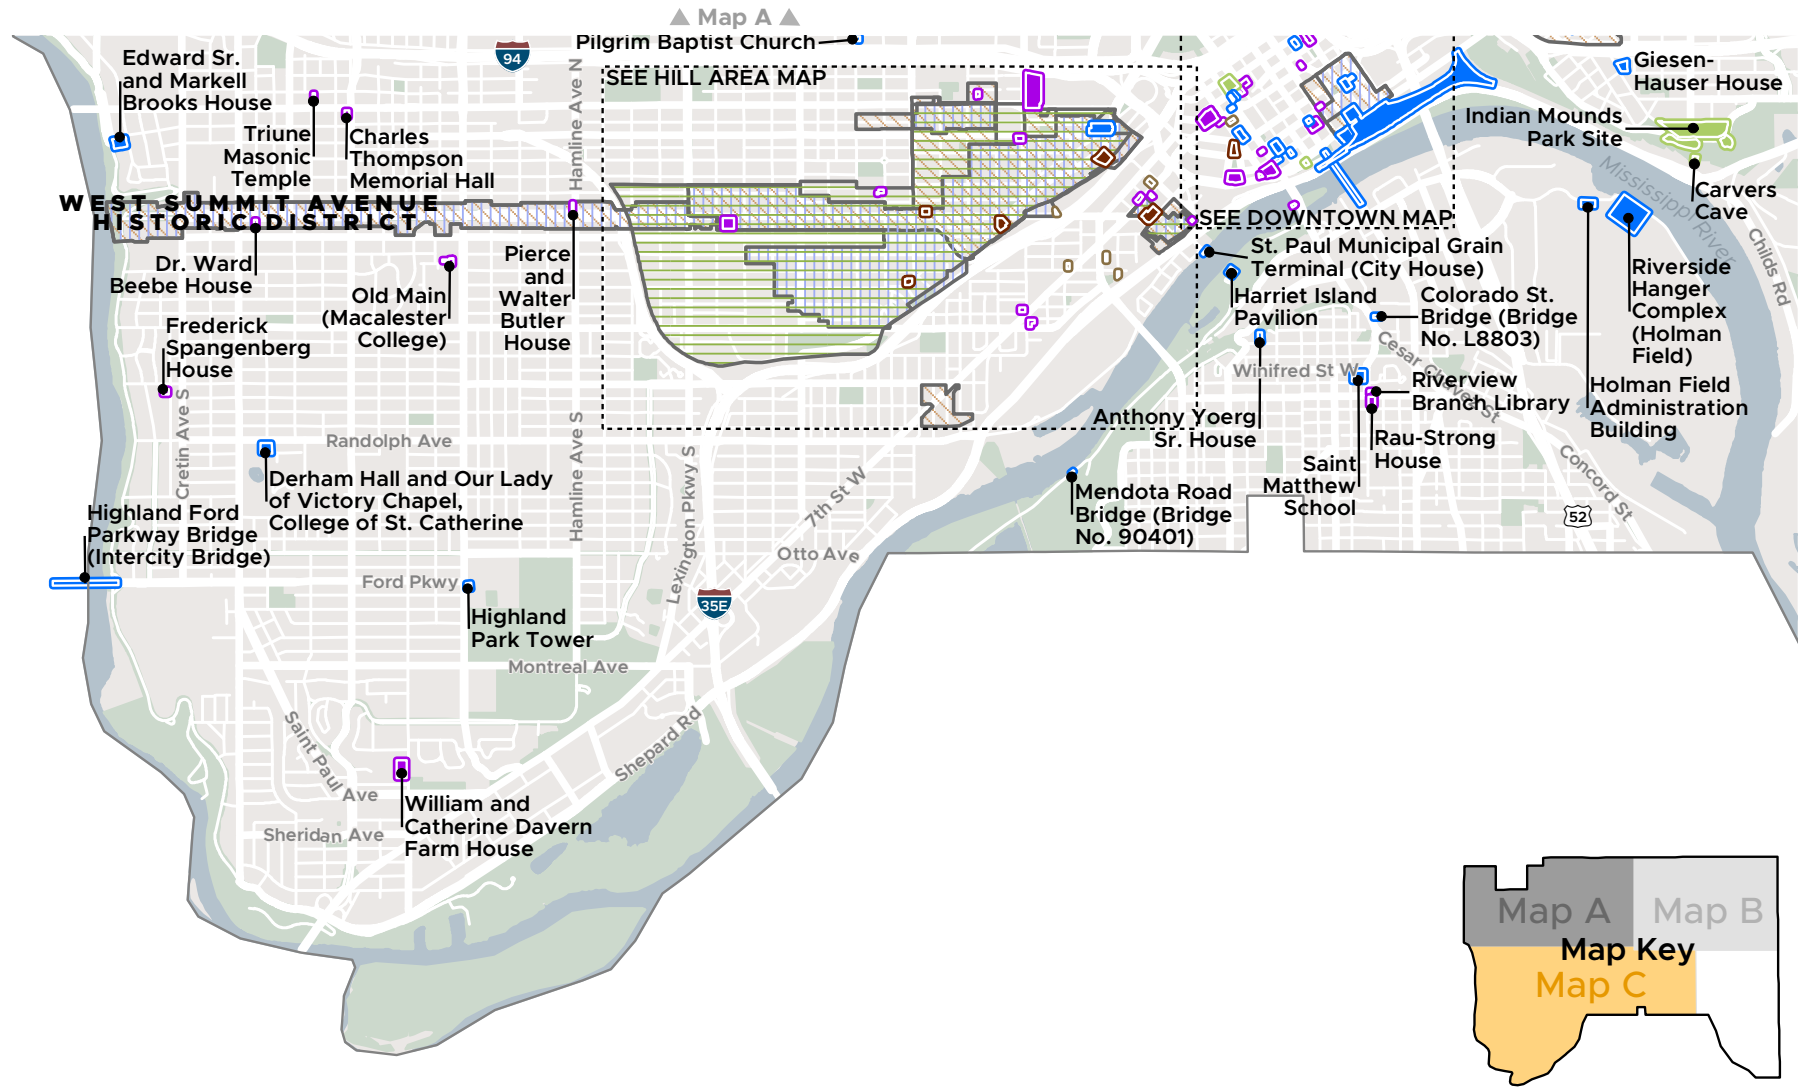 Map A
Pilgrim Baptist Church
94
Edward Sr.
and Markell
Brooks House
SEE HILL AREA MAP
Hamline Ave N
Giesen-
Hauser House
Indian Mounds
Park Site
Triune
Masonic
Temple
Charles
Thompson
Memorial Hall
Mississippi River
Carvers
Cave
WEST SUMMIT AVENUE
HISTORIC DISTRICT
SEE DOWNTOWN MAP
Childs Rd
St. Paul Municipal Grain
Terminal (City House)
Dr. Ward
Beebe House
Pierce
and
Walter
Butler
House
Old Main
(Macalester
College)
Harriet Island
Pavilion
Colorado St.
Bridge (Bridge
No. L8803)
Riverside
Hanger
Complex
(Holman
Field)
Frederick
Spangenberg
House
Cesar Chavez St
Winifred St W
Riverview
Branch Library
Holman Field
Administration
Building
Cretin Ave S
Hamline Ave S
Anthony Yoerg
Sr. House
Rau-Strong
House
Randolph Ave
Lexington Pkwy S
7th St W
Saint
Matthew
School
Concord St
Derham Hall and Our Lady
of Victory Chapel,
College of St. Catherine
Mendota Road
Bridge (Bridge
No. 90401)
52
Highland Ford
Parkway Bridge
(Intercity Bridge)
Otto Ave
Ford Pkwy
35E
Highland
Park Tower
Montreal Ave
Saint Paul Ave
Shepard Rd
William and
Catherine Davern
Farm House
Sheridan Ave
Map A
Map B
Map Key
Map C